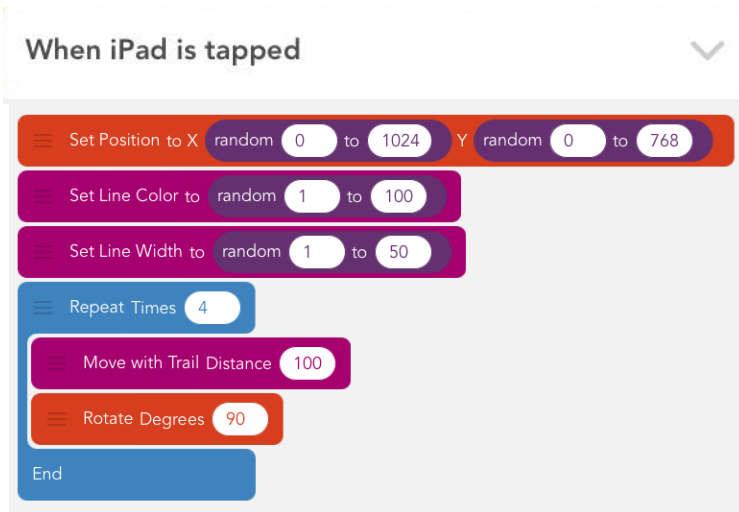 When iPad is tapped
Set Position to X random 0 to 1024 Y random 0 to 768
Set Line Color to random 1 to 100
Set Line Width to random 1 to 50
Repeat Times 4
Move with Trail Distance 100
Rotate Degrees 90
End